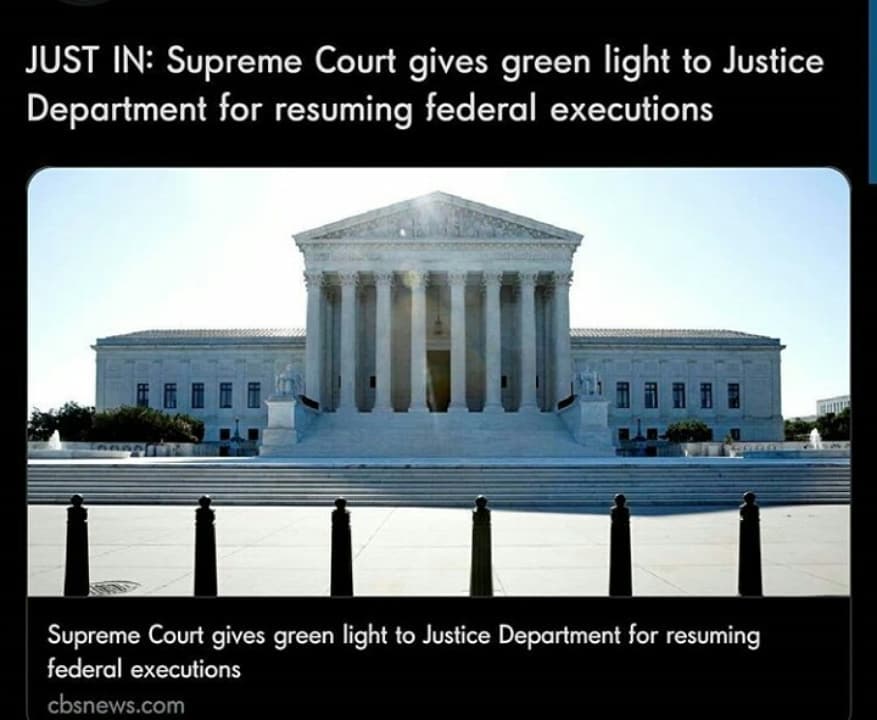 JUST IN: Supreme Court gives green light to Justice
Department for resuming federal executions
Supreme Court gives green light to Justice Department for resuming
federal executions
cbsnews.com